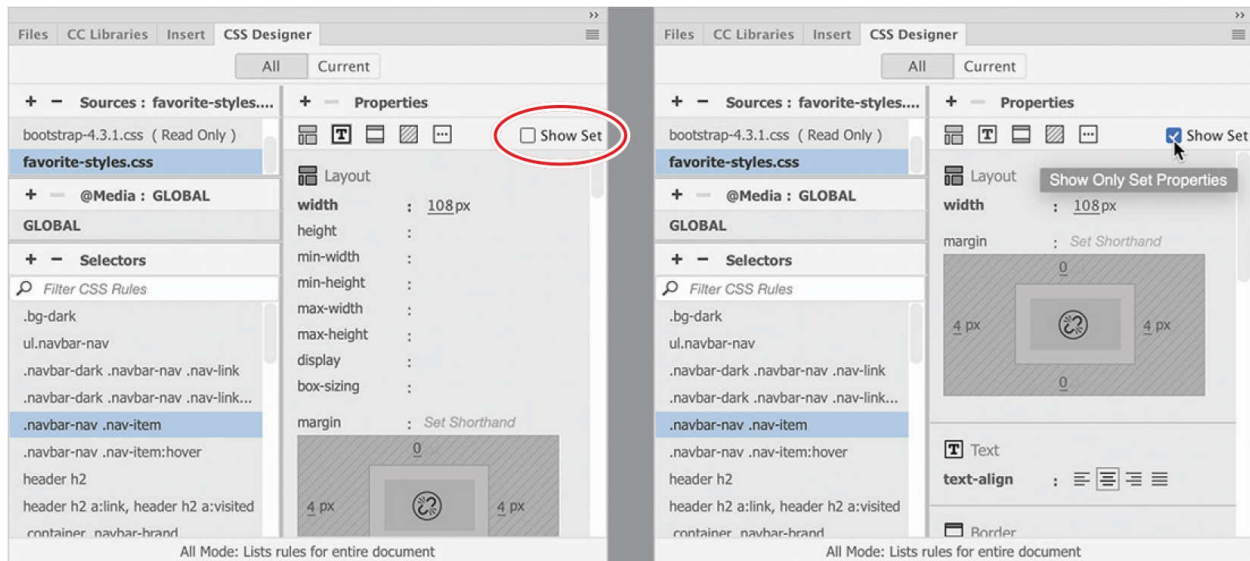 Files CC Libraries Insert CSS Designer
All Current
+ − Sources : favorite-styles....
bootstrap-4.3.1.css ( Read Only )
favorite-styles.css
+ − @Media : GLOBAL
GLOBAL
+ − Selectors
Filter CSS Rules
.bg-dark
ul.navbar-nav
.navbar-dark .navbar-nav .nav-link
.navbar-dark .navbar-nav .nav-link...
.navbar-nav .nav-item
.navbar-nav .nav-item:hover
header h2
header h2 a:link, header h2 a:visited
.container .navbar-brand
+ − Properties
T Show Set
Layout
width : 108px
height :
min-width :
min-height :
max-width :
max-height :
display :
box-sizing :
margin : Set Shorthand
0
4 px 4 px
All Mode: Lists rules for entire document
Files CC Libraries Insert CSS Designer
All Current
+ − Sources : favorite-styles....
bootstrap-4.3.1.css ( Read Only )
favorite-styles.css
+ − @Media : GLOBAL
GLOBAL
+ − Selectors
Filter CSS Rules
.bg-dark
ul.navbar-nav
.navbar-dark .navbar-nav .nav-link
.navbar-dark .navbar-nav .nav-link...
.navbar-nav .nav-item
.navbar-nav .nav-item:hover
header h2
header h2 a:link, header h2 a:visited
.container .navbar-brand
+ − Properties
T Show Set
Layout
Show Only Set Properties
width : 108px
margin : Set Shorthand
0
4 px 4 px
0
T Text
text-align :
Border
All Mode: Lists rules for entire document